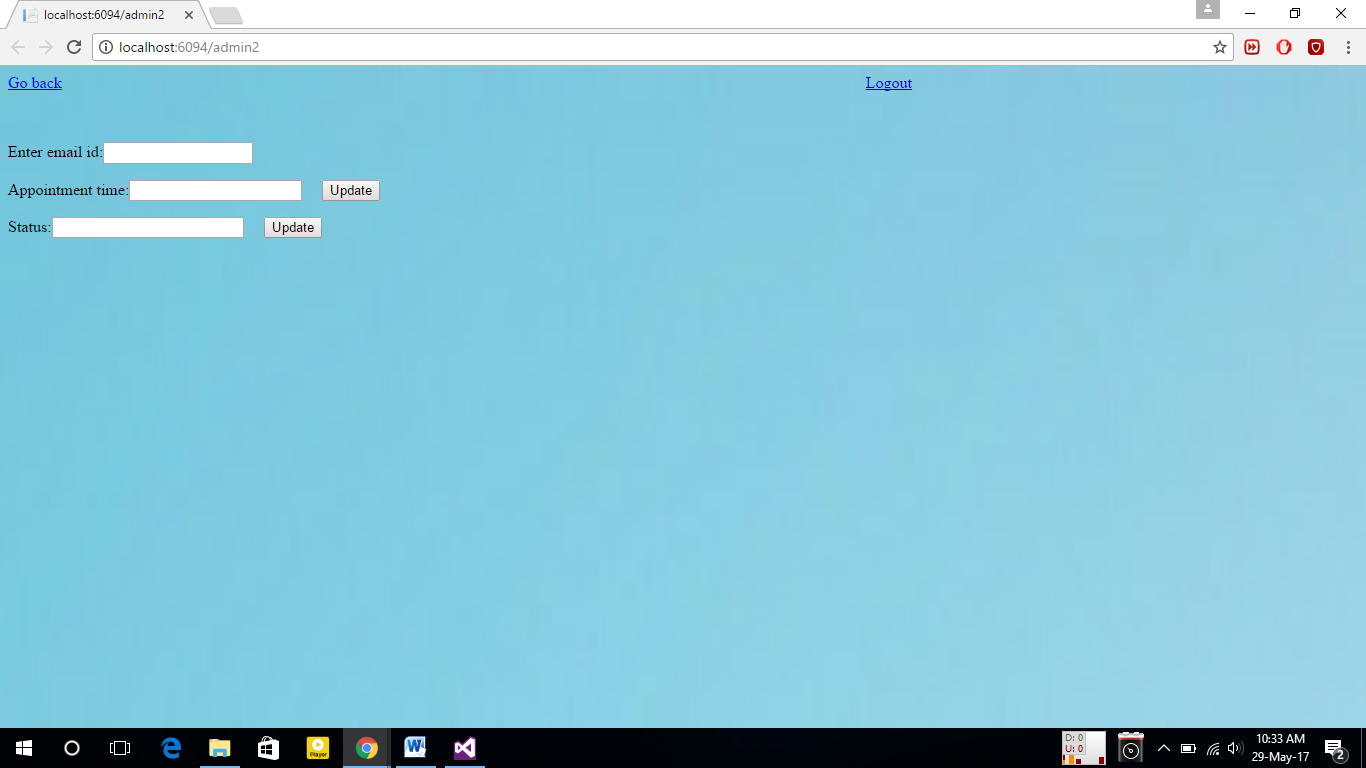 localhost:6094/admin2
localhost:6094/admin2
Go back
Logout
Enter email id:
Appointment time:
Update
Status:
Update
Player
D: 0
U: 0
10:33 AM
29-May-17
2